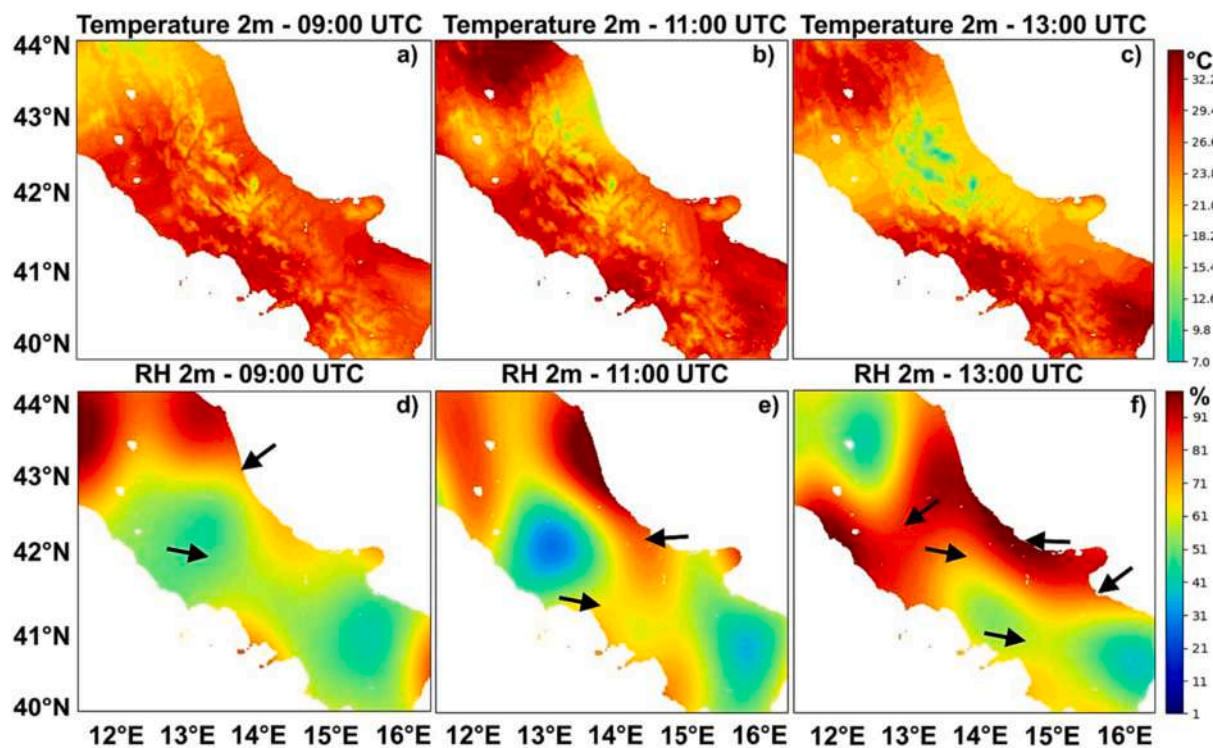 Temperature 2m - 09:00 UTC Temperature 2m - 11:00 UTC Temperature 2m - 13:00 UTC
44°N a) b) c) °C
32.2
43°N 29.4
26.6
42°N 23.8
21.0
18.2
41°N 15.4
12.6
9.8
40°N 7.0
RH 2m - 09:00 UTC RH 2m - 11:00 UTC RH 2m - 13:00 UTC
44°N d) e) f) %
91
43°N 81
71
61
42°N 51
41
41°N 31
21
11
40°N 1
12°E 13°E 14°E 15°E 16°E 12°E 13°E 14°E 15°E 16°E 12°E 13°E 14°E 15°E 16°E